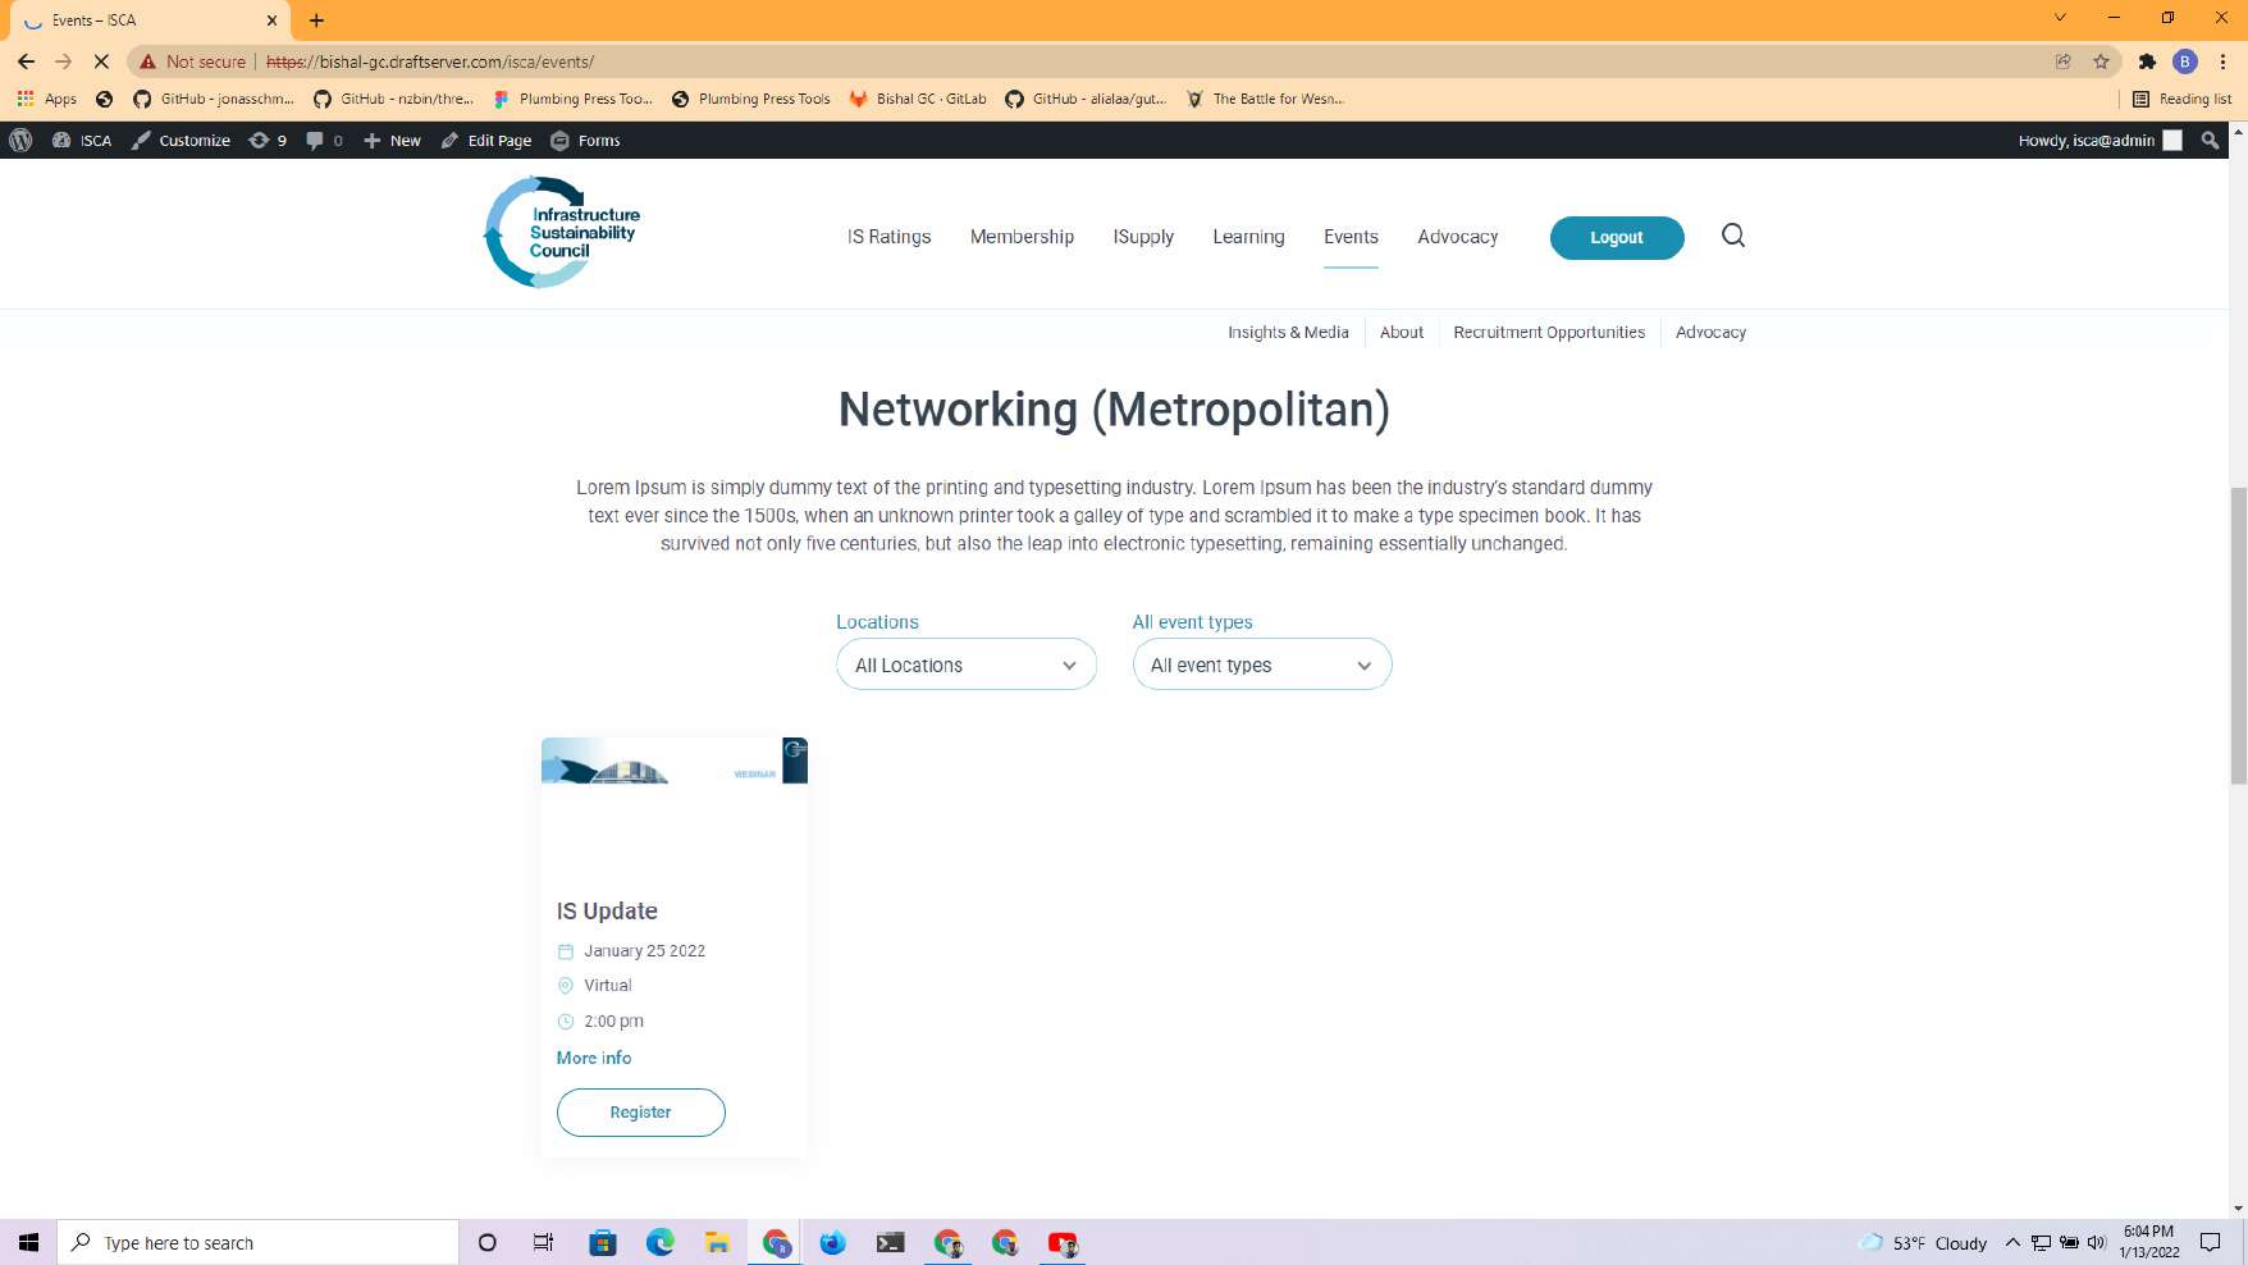 Events – ISCA
Not secure | https://bishal-gc.draftserver.com/isca/events/
Apps GitHub - jonasschm... GitHub - nzbin/thre... Plumbing Press Too... Plumbing Press Tools Bishal GC · GitLab GitHub - alialaa/gut... The Battle for Wesn... Reading list
ISCA Customize 9 0 New Edit Page Forms Howdy, isca@admin
Infrastructure
Sustainability
Council
IS Ratings Membership ISupply Learning Events Advocacy Logout
Insights & Media About Recruitment Opportunities Advocacy
Networking (Metropolitan)
Lorem Ipsum is simply dummy text of the printing and typesetting industry. Lorem Ipsum has been the industry's standard dummy
text ever since the 1500s, when an unknown printer took a galley of type and scrambled it to make a type specimen book. It has
survived not only five centuries, but also the leap into electronic typesetting, remaining essentially unchanged.
Locations All event types
All Locations All event types
WEBINAR
IS Update
January 25 2022
Virtual
2:00 pm
More info
Register
Type here to search 53°F Cloudy 6:04 PM
1/13/2022